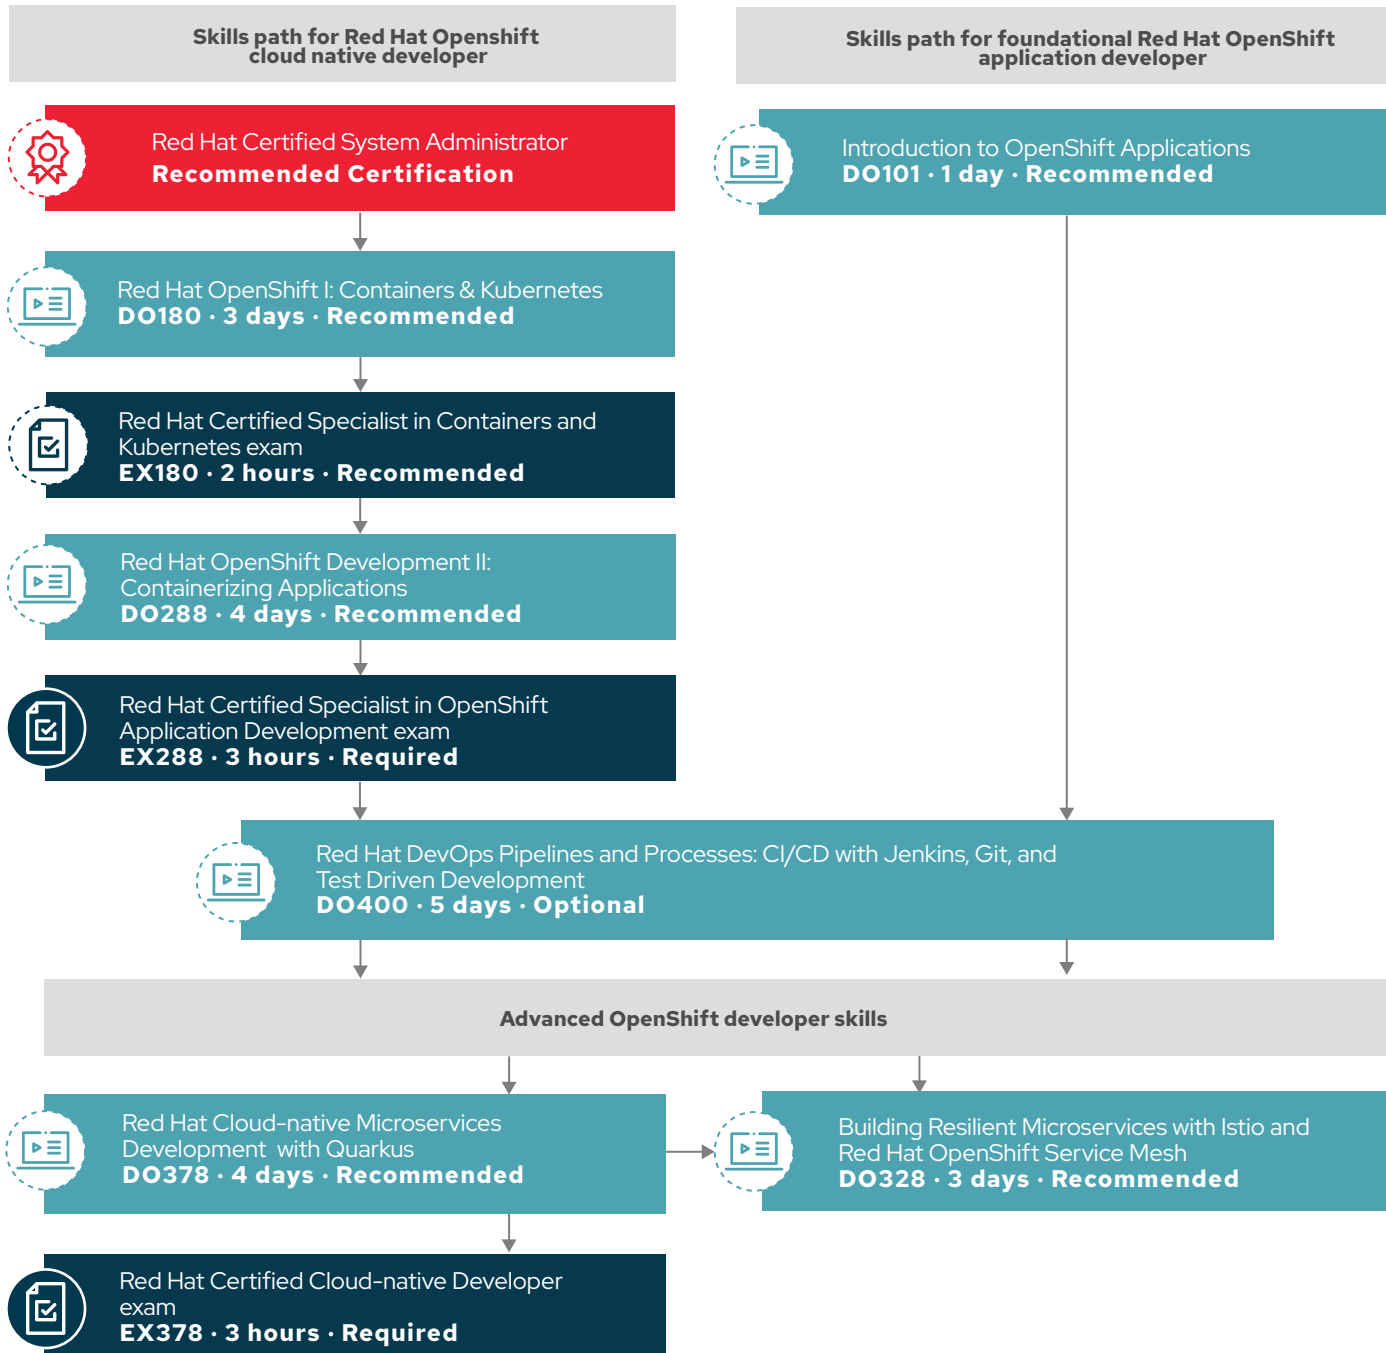 Skills path for Red Hat Openshift
cloud native developer
Skills path for foundational Red Hat OpenShift
application developer
Red Hat Certified System Administrator
Recommended Certification
Introduction to OpenShift Applications
DO101 · 1 day · Recommended
Red Hat OpenShift I: Containers & Kubernetes
DO180 · 3 days · Recommended
Red Hat Certified Specialist in Containers and
Kubernetes exam
EX180 · 2 hours · Recommended
Red Hat OpenShift Development II:
Containerizing Applications
DO288 · 4 days · Recommended
Red Hat Certified Specialist in OpenShift
Application Development exam
EX288 · 3 hours · Required
Red Hat DevOps Pipelines and Processes: CI/CD with Jenkins, Git, and
Test Driven Development
DO400 · 5 days · Optional
Advanced OpenShift developer skills
Red Hat Cloud-native Microservices
Development with Quarkus
DO378 · 4 days · Recommended
Building Resilient Microservices with Istio and
Red Hat OpenShift Service Mesh
DO328 · 3 days · Recommended
Red Hat Certified Cloud-native Developer
exam
EX378 · 3 hours · Required